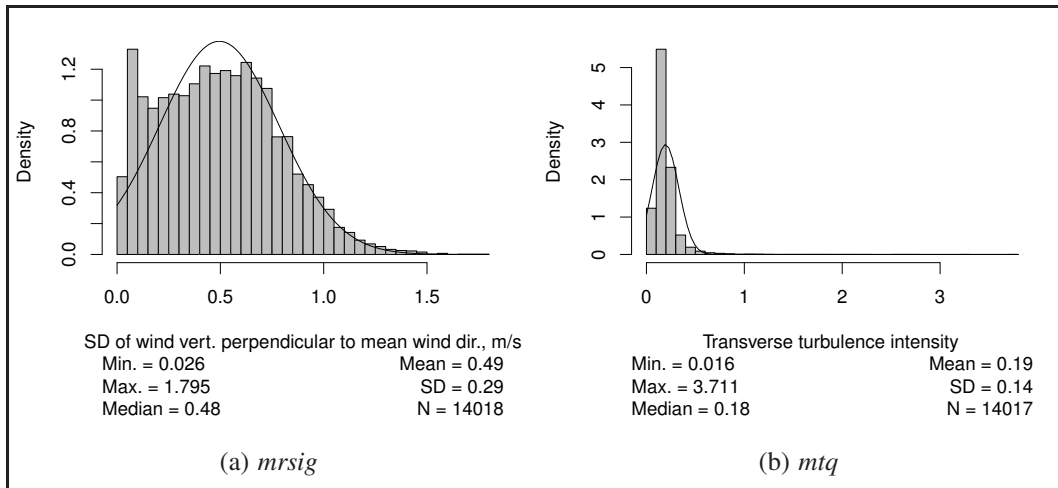 Density
0.0 0.4 0.8 1.2
0.0 0.5 1.0 1.5
SD of wind vert. perpendicular to mean wind dir., m/s
Min. = 0.026 Mean = 0.49
Max. = 1.795 SD = 0.29
Median = 0.48 N = 14018
(a) mrsig
Density
0 1 2 3 4 5
0 1 2 3
Transverse turbulence intensity
Min. = 0.016 Mean = 0.19
Max. = 3.711 SD = 0.14
Median = 0.18 N = 14017
(b) mtq